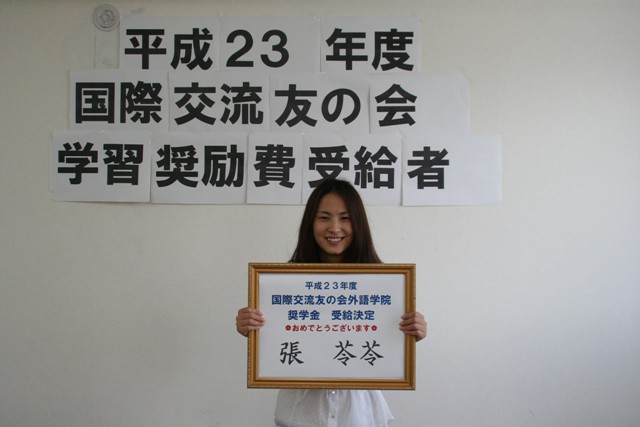 平成２３ 年度
国際交流友の会
学習奨励費受給者
平成２３年度
国際交流友の会外語学院
奨学金　受給決定
✿おめでとうございます✿
張　苓苓